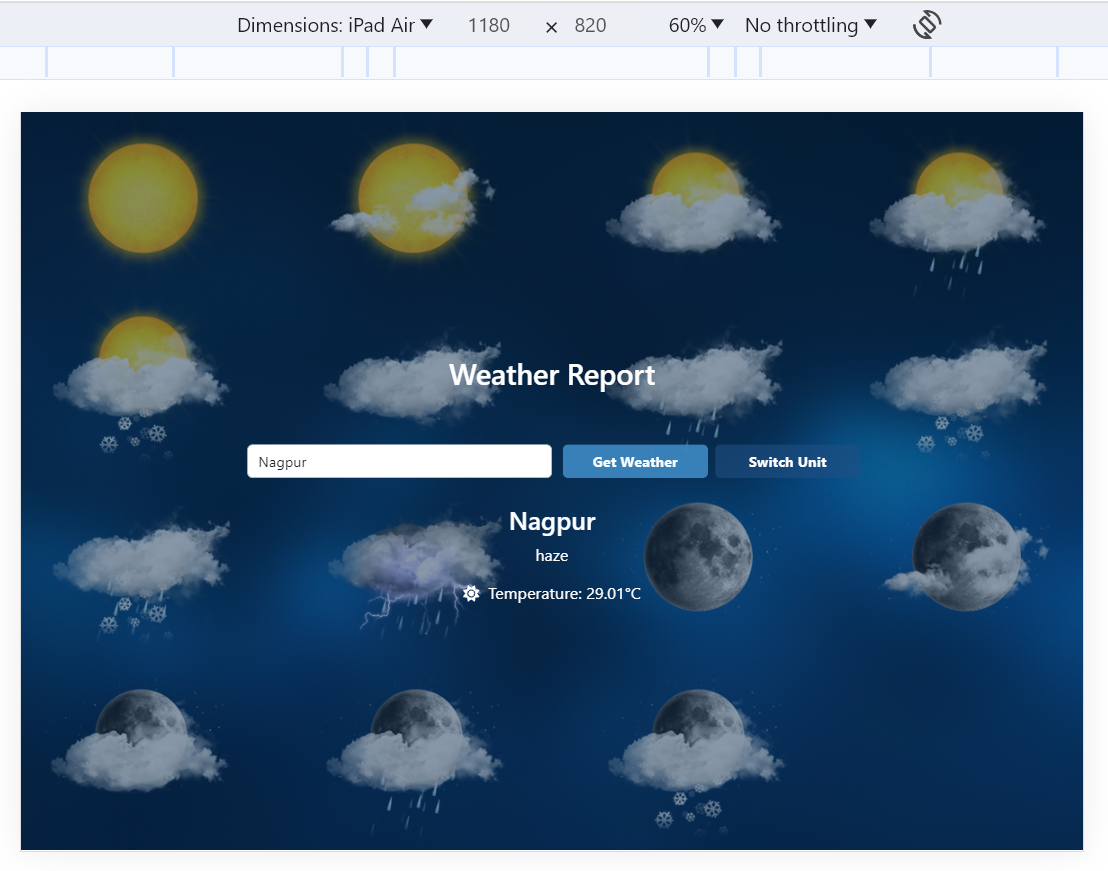 Dimensions: iPad Air 1180 × 820 60% No throttling
Weather Report
Nagpur Get Weather Switch Unit
Nagpur
haze
Temperature: 29.01°C